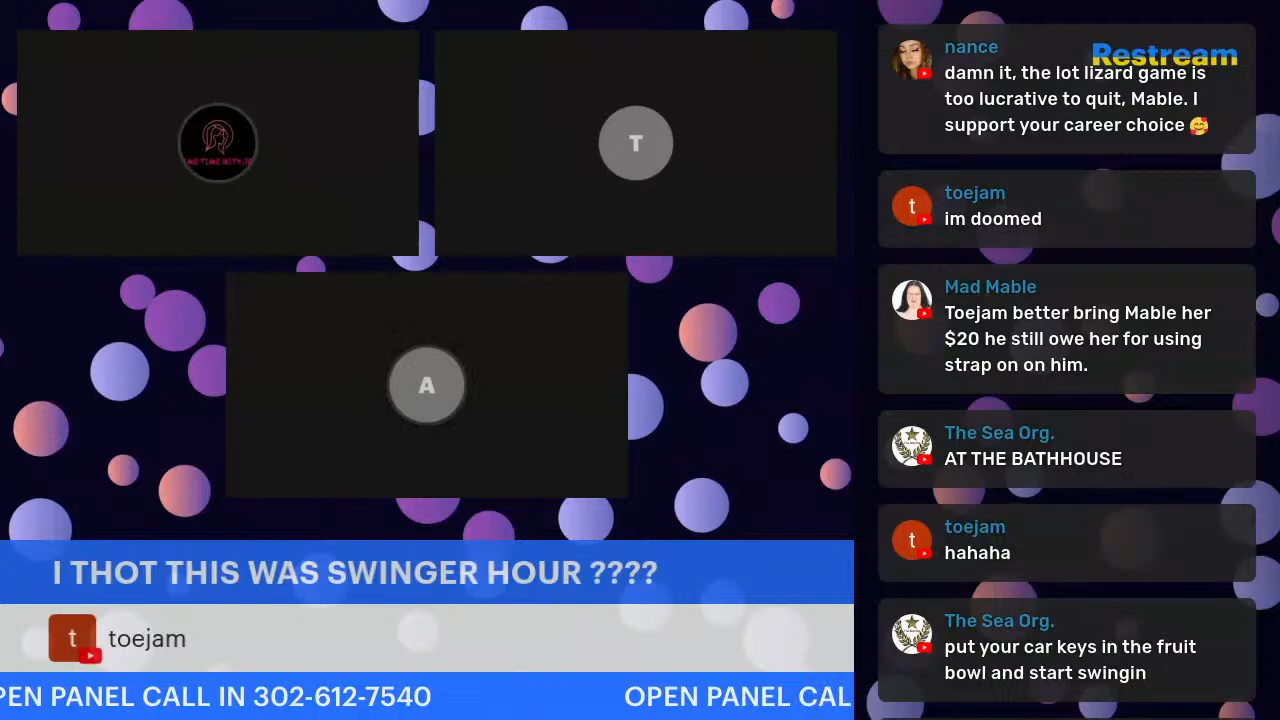 TIME TIME WITH JO
T
A
I THOT THIS WAS SWINGER HOUR ????
t
toejam
PEN PANEL CALL IN 302-612-7540
OPEN PANEL CAL
Restream
nance
damn it, the lot lizard game is
too lucrative to quit, Mable. I
support your career choice 🥰
t
toejam
im doomed
Mad Mable
Toejam better bring Mable her
$20 he still owe her for using
strap on on him.
The Sea Org.
AT THE BATHHOUSE
t
toejam
hahaha
The Sea Org.
put your car keys in the fruit
bowl and start swingin